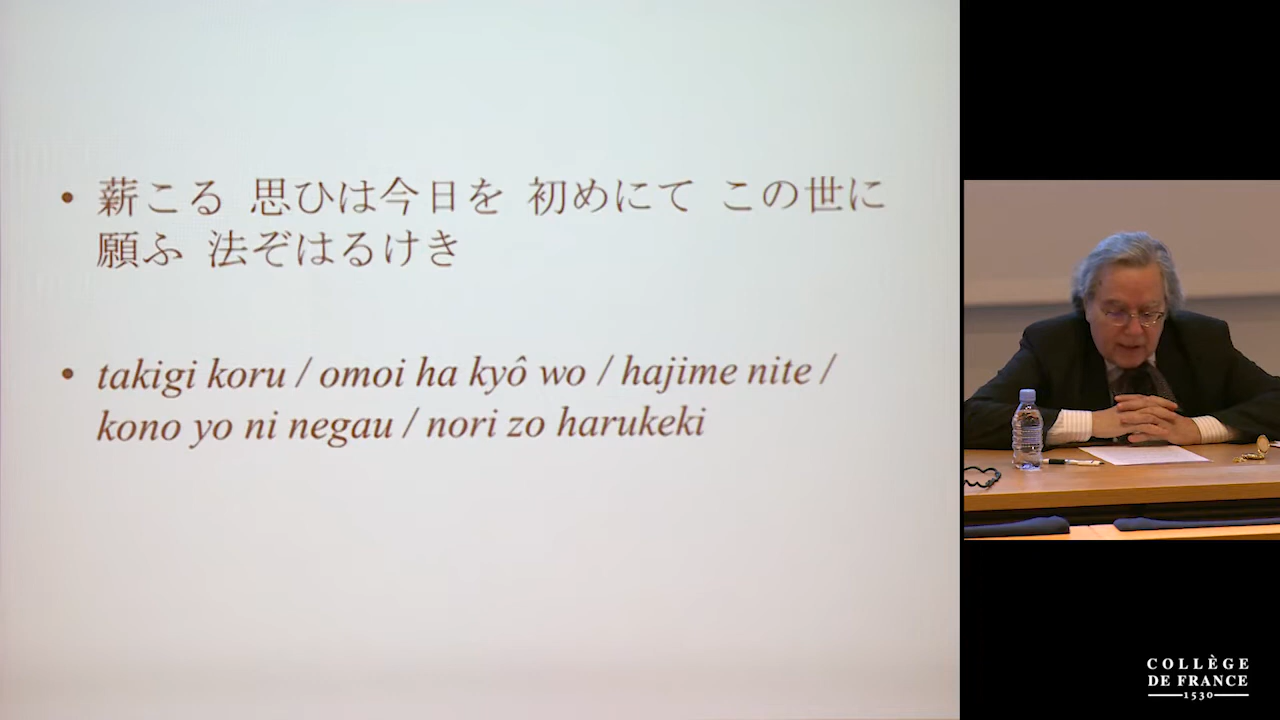 • 薪こる 思ひは今日を 初めにて この世に
願ふ 法ぞはるけき
• takigi koru / omoi ha kyô wo / hajime nite /
kono yo ni negau / nori zo harukeki
COLLÈGE
DE FRANCE
1530